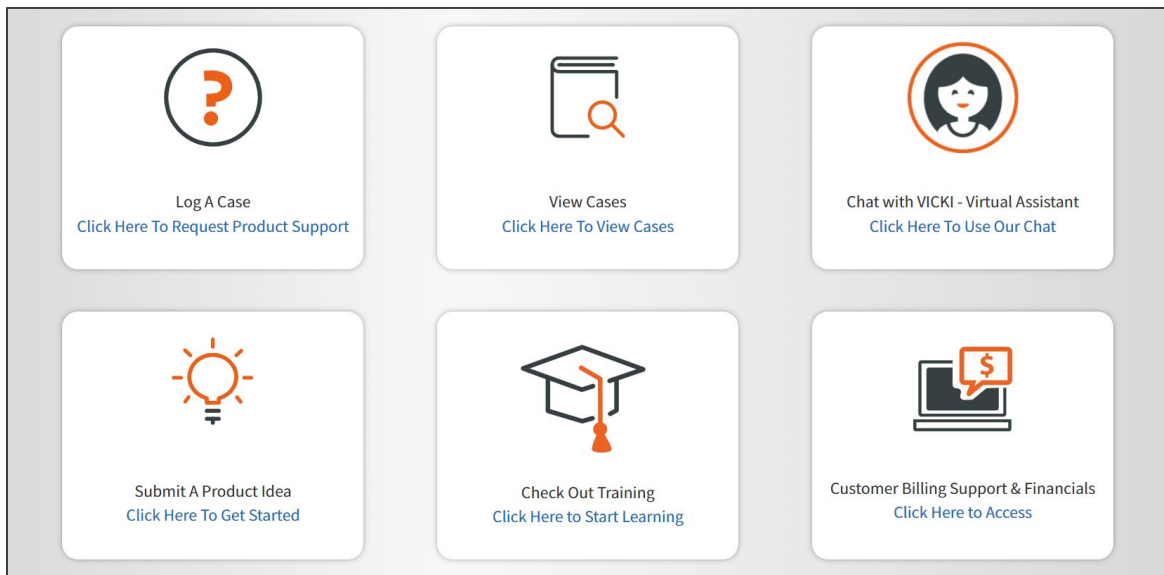 ?
Log A Case
Click Here To Request Product Support
View Cases
Click Here To View Cases
Chat with VICKI - Virtual Assistant
Click Here To Use Our Chat
Submit A Product Idea
Click Here To Get Started
Check Out Training
Click Here to Start Learning
$
Customer Billing Support & Financials
Click Here to Access